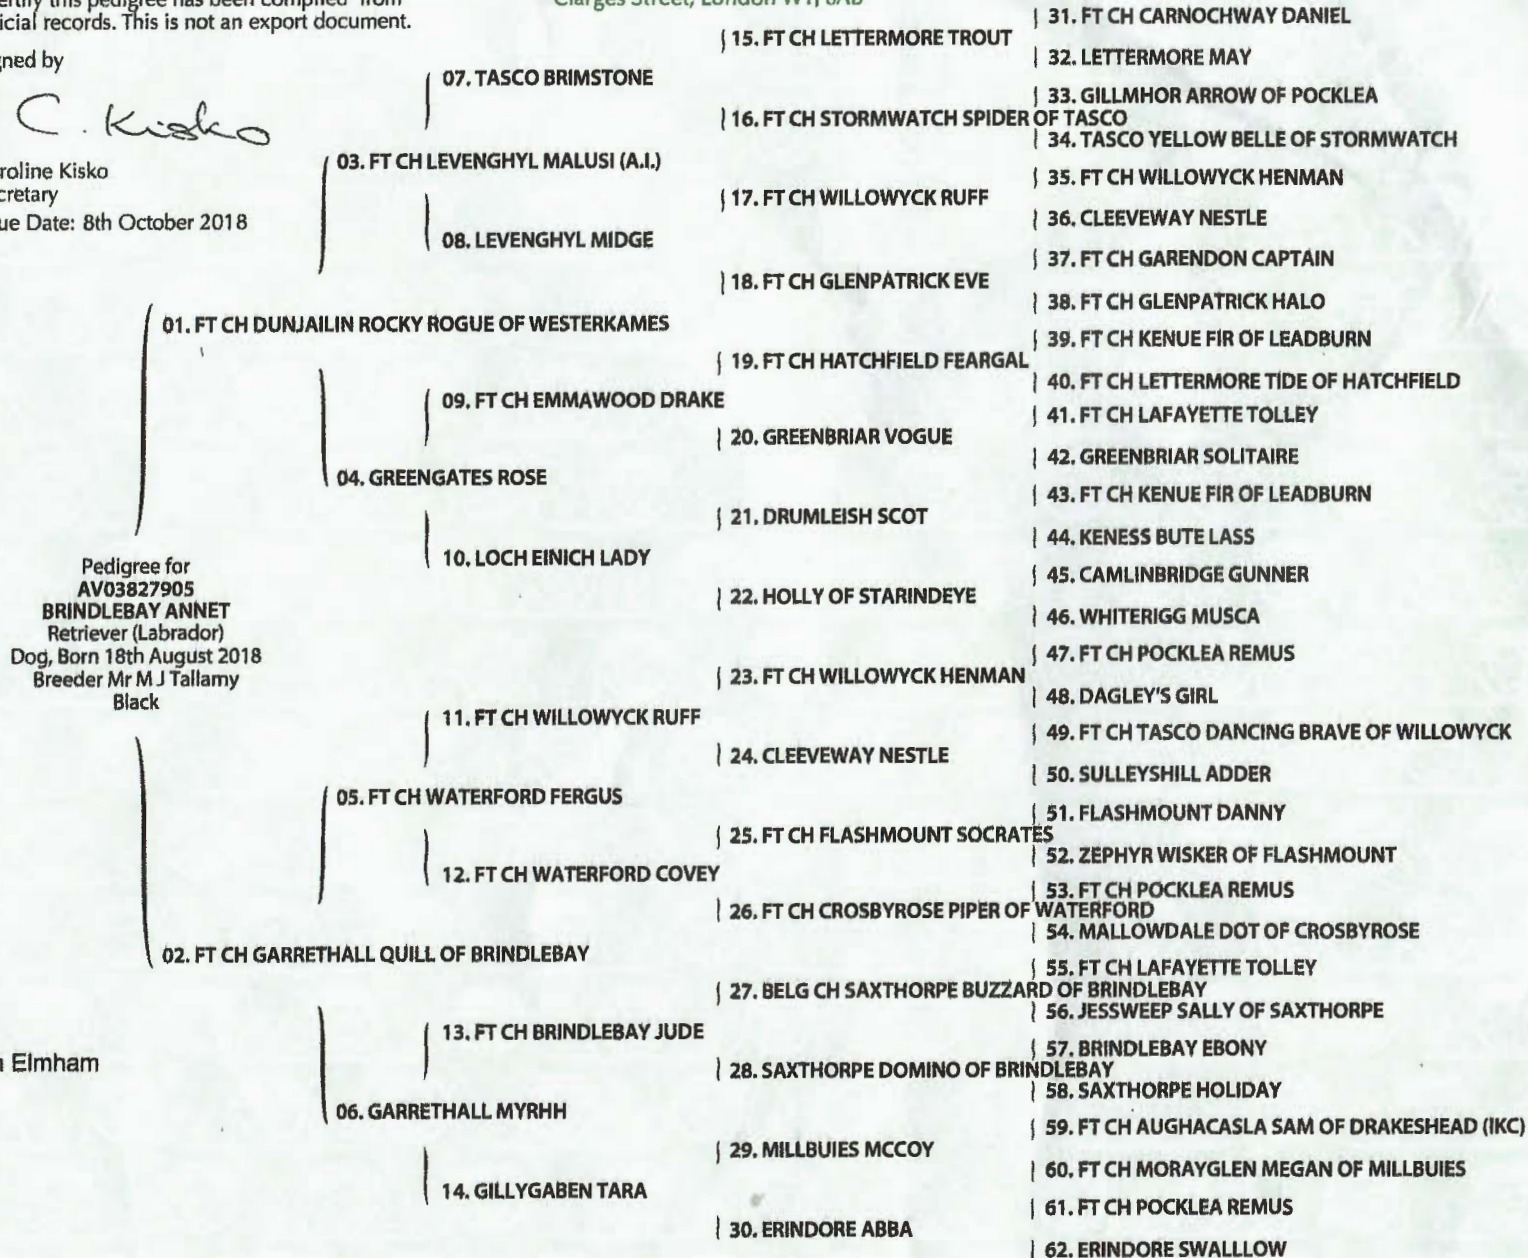 this pedigree has been compiled from
records. This is not an export document.
by
C. Kisko
Kisko
Date: 8th October 2018
Street, London
Pedigree for
AV03827905
BRINDLEBAY ANNET
Retriever (Labrador)
Dog, Born 18th August 2018
Breeder Mr M J Tallamy
Black
Elmham
01. FT CH DUNJAILIN ROCKY ROGUE OF WESTERKAMES
02. FT CH GARRETHALL QUILL OF BRINDLEBAY
03. FT CH LEVENGHYL MALUSI (A.I.)
04. GREENGATES ROSE
05. FT CH WATERFORD FERGUS
06. GARRETHALL MYRHH
07. TASCO BRIMSTONE
08. LEVENGHYL MIDGE
09. FT CH EMMAWOOD DRAKE
10. LOCH EINICH LADY
11. FT CH WILLOWYCK RUFF
12. FT CH WATERFORD COVEY
13. FT CH BRINDLEBAY JUDE
14. GILLYGABEN TARA
15. FT CH LETTERMORE TROUT
16. FT CH STORMWATCH SPIDER OF TASCO
17. FT CH WILLOWYCK RUFF
18. FT CH GLENPATRICK EVE
19. FT CH HATCHFIELD FEARGAL
20. GREENBRIAR VOGUE
21. DRUMLEISH SCOT
22. HOLLY OF STARINDEYE
23. FT CH WILLOWYCK HENMAN
24. CLEEVEWAY NESTLE
25. FT CH FLASHMOUNT SOCRATES
26. FT CH CROSBYROSE PIPER OF WATERFORD
27. BELG CH SAXTHORPE BUZZARD OF BRINDLEBAY
28. SAXTHORPE DOMINO OF BRINDLEBAY
29. MILLBUIES MCCOY
30. ERINDORE ABBA
31. FT CH CARNOCHWAY DANIEL
32. LETTERMORE MAY
33. GILLMHOR ARROW OF POCKLEA
34. TASCO YELLOW BELLE OF STORMWATCH
35. FT CH WILLOWYCK HENMAN
36. CLEEVEWAY NESTLE
37. FT CH GARENDON CAPTAIN
38. FT CH GLENPATRICK HALO
39. FT CH KENUE FIR OF LEADBURN
40. FT CH LETTERMORE TIDE OF HATCHFIELD
41. FT CH LAFAYETTE TOLLEY
42. GREENBRIAR SOLITAIRE
43. FT CH KENUE FIR OF LEADBURN
44. KENESS BUTE LASS
45. CAMLINBRIDGE GUNNER
46. WHITERIGG MUSCA
47. FT CH POCKLEA REMUS
48. DAGLEY'S GIRL
49. FT CH TASCO DANCING BRAVE OF WILLOWYCK
50. SULLEYSHILL ADDER
51. FLASHMOUNT DANNY
52. ZEPHYR WISKER OF FLASHMOUNT
53. FT CH POCKLEA REMUS
54. MALLOWDALE DOT OF CROSBYROSE
55. FT CH LAFAYETTE TOLLEY
56. JESSWEEP SALLY OF SAXTHORPE
57. BRINDLEBAY EBONY
58. SAXTHORPE HOLIDAY
59. FT CH AUGHACASLA SAM OF DRAKESHEAD (IKC)
60. FT CH MORAYGLEN MEGAN OF MILLBUIES
61. FT CH POCKLEA REMUS
62. ERINDORE SWALLLOW